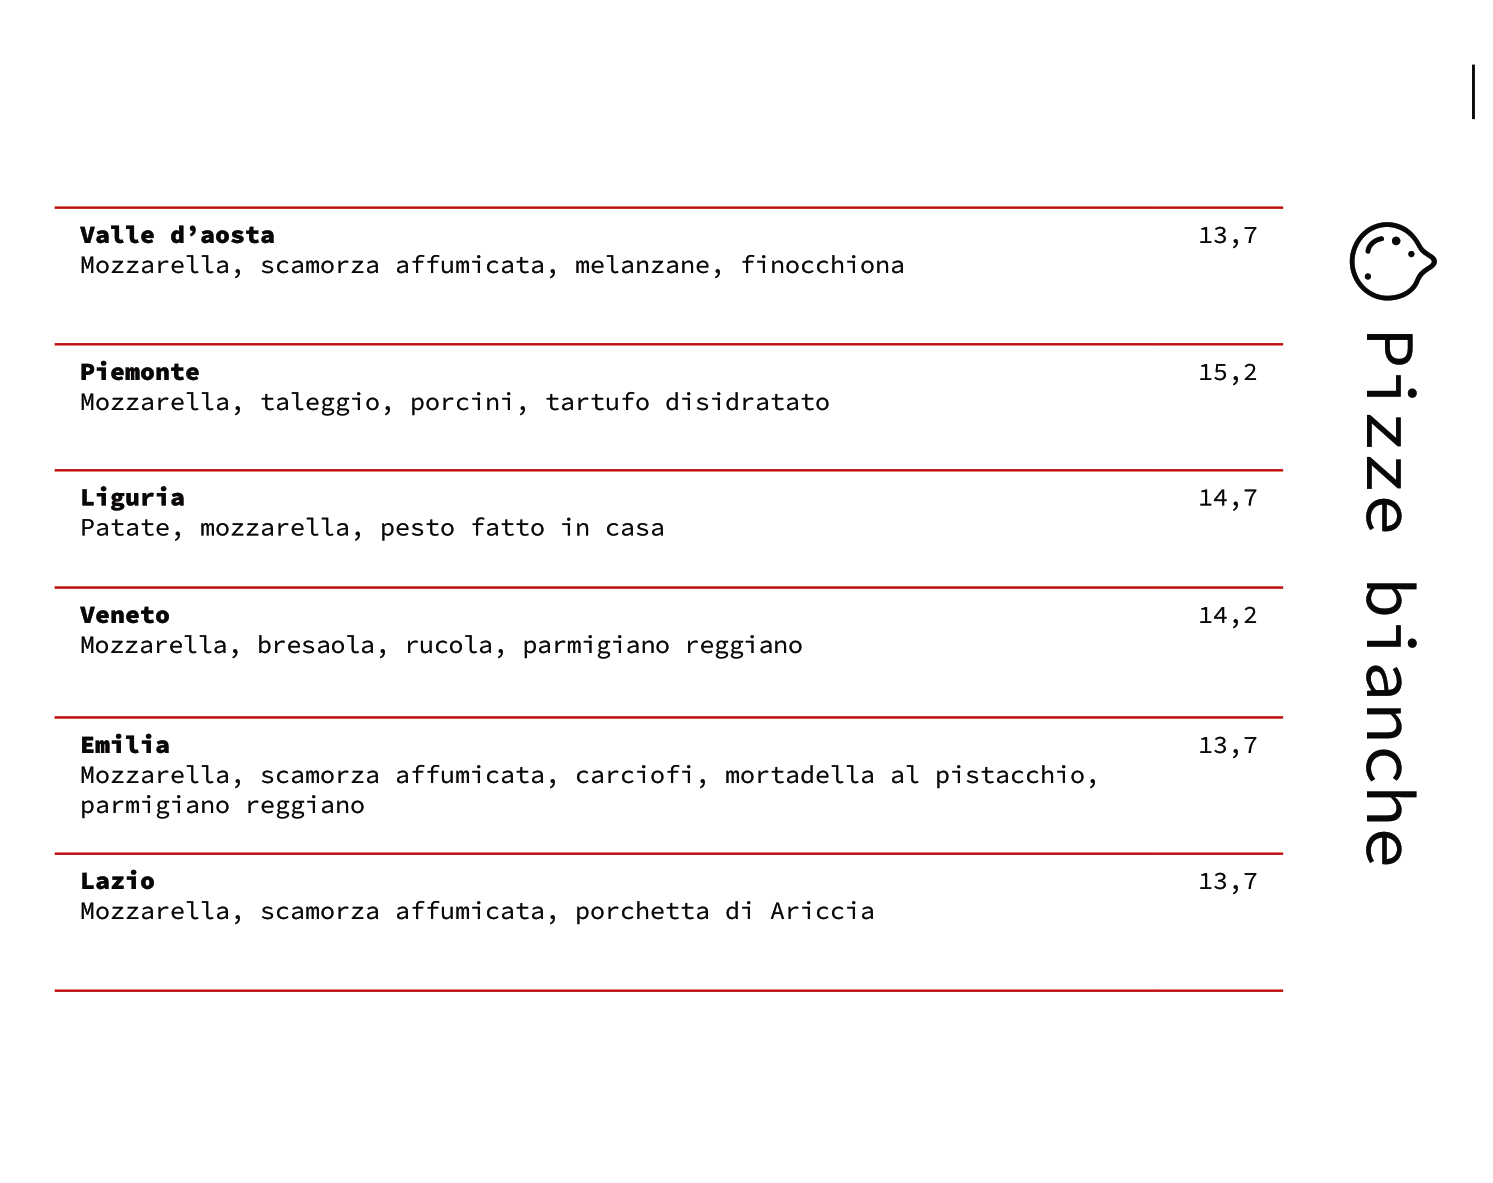 Pizze bianche
Valle d’aosta 13,7
Mozzarella, scamorza affumicata, melanzane, finocchiona
Piemonte 15,2
Mozzarella, taleggio, porcini, tartufo disidratato
Liguria 14,7
Patate, mozzarella, pesto fatto in casa
Veneto 14,2
Mozzarella, bresaola, rucola, parmigiano reggiano
Emilia 13,7
Mozzarella, scamorza affumicata, carciofi, mortadella al pistacchio,
parmigiano reggiano
Lazio 13,7
Mozzarella, scamorza affumicata, porchetta di Ariccia